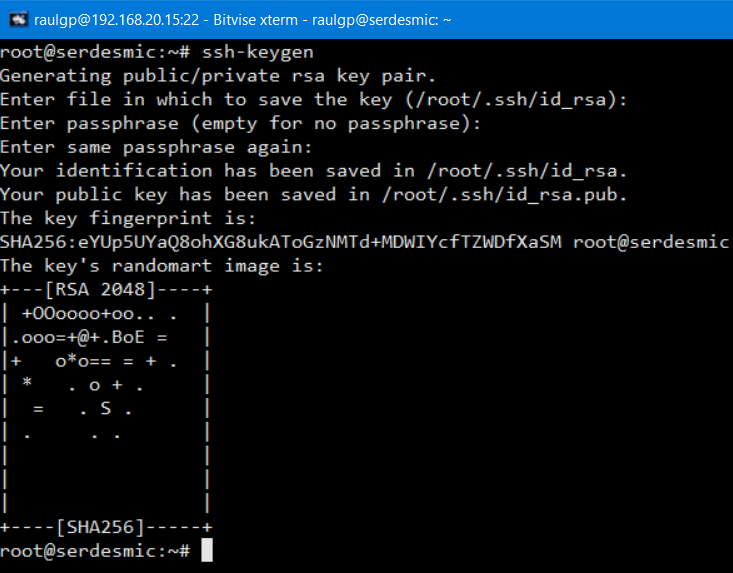 raulgp@192.168.20.15:22 - Bitvise xterm - raulgp@serdesmic: ~
root@serdesmic:~# ssh-keygen
Generating public/private rsa key pair.
Enter file in which to save the key (/root/.ssh/id_rsa):
Enter passphrase (empty for no passphrase):
Enter same passphrase again:
Your identification has been saved in /root/.ssh/id_rsa.
Your public key has been saved in /root/.ssh/id_rsa.pub.
The key fingerprint is:
SHA256:eYUp5UYaQ8ohXG8ukAToGzNMTd+MDWIYcfTZWDfXaSM root@serdesmic
The key's randomart image is:
+---[RSA 2048]----+
| +OOoooo+oo.. .  |
|.ooo=+@+.BoE =   |
|+   o*o== = + .  |
| *   . o + .     |
|  =   . S .      |
| .     . .       |
|                 |
|                 |
|                 |
+----[SHA256]-----+
root@serdesmic:~#